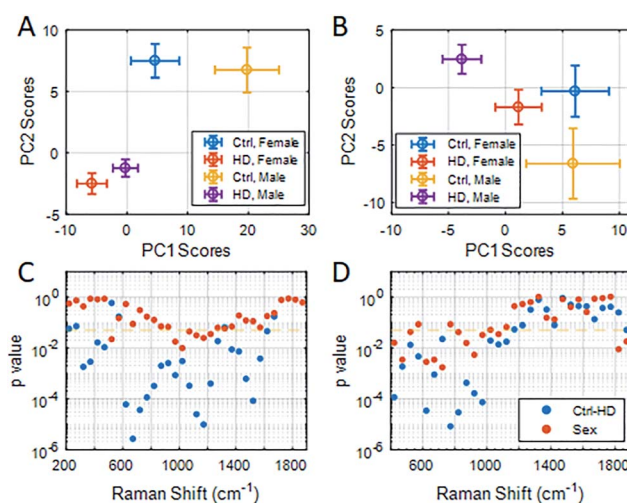 A
B
PC2 Scores
10
5
0
-5
Ctrl, Female
HD, Female
Ctrl, Male
HD, Male
-10 0 10 20 30
PC1 Scores
PC2 Scores
5
0
-5
-10
Ctrl, Female
HD, Female
Ctrl, Male
HD, Male
-10 -5 0 5 10
PC1 Scores
C
D
p value
10^0
10^-2
10^-4
10^-6
200 600 1000 1400 1800
Raman Shift (cm^-1)
p value
10^0
10^-2
10^-4
10^-6
Ctrl-HD
Sex
600 1000 1400 1800
Raman Shift (cm^-1)